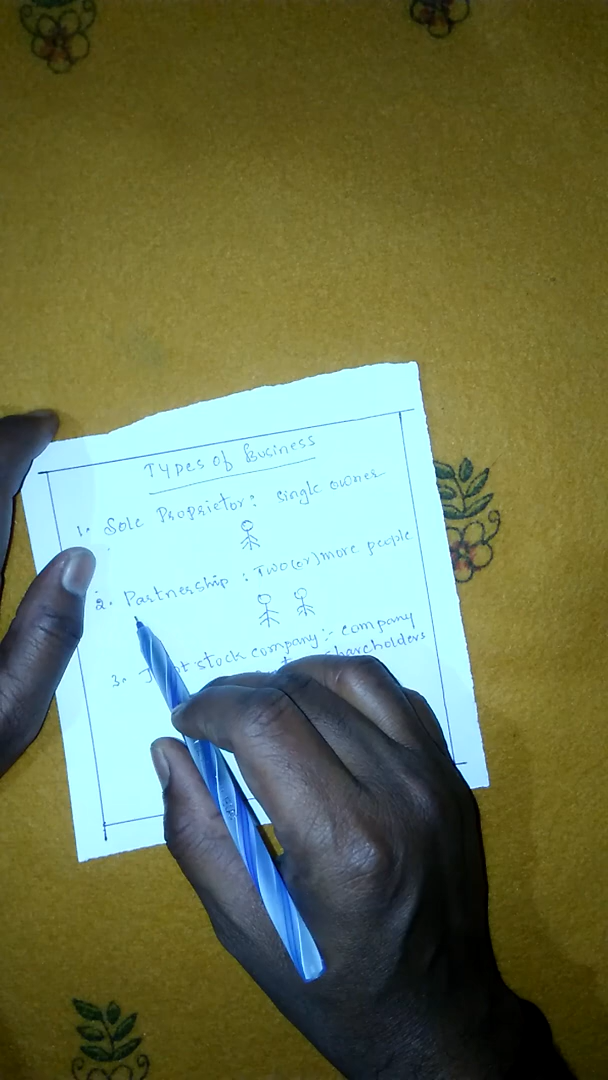 Types of Business
1. Sole Proprietor: single owner
2. Partnership : Two(or)more people
3. stock company:- company
shareholders